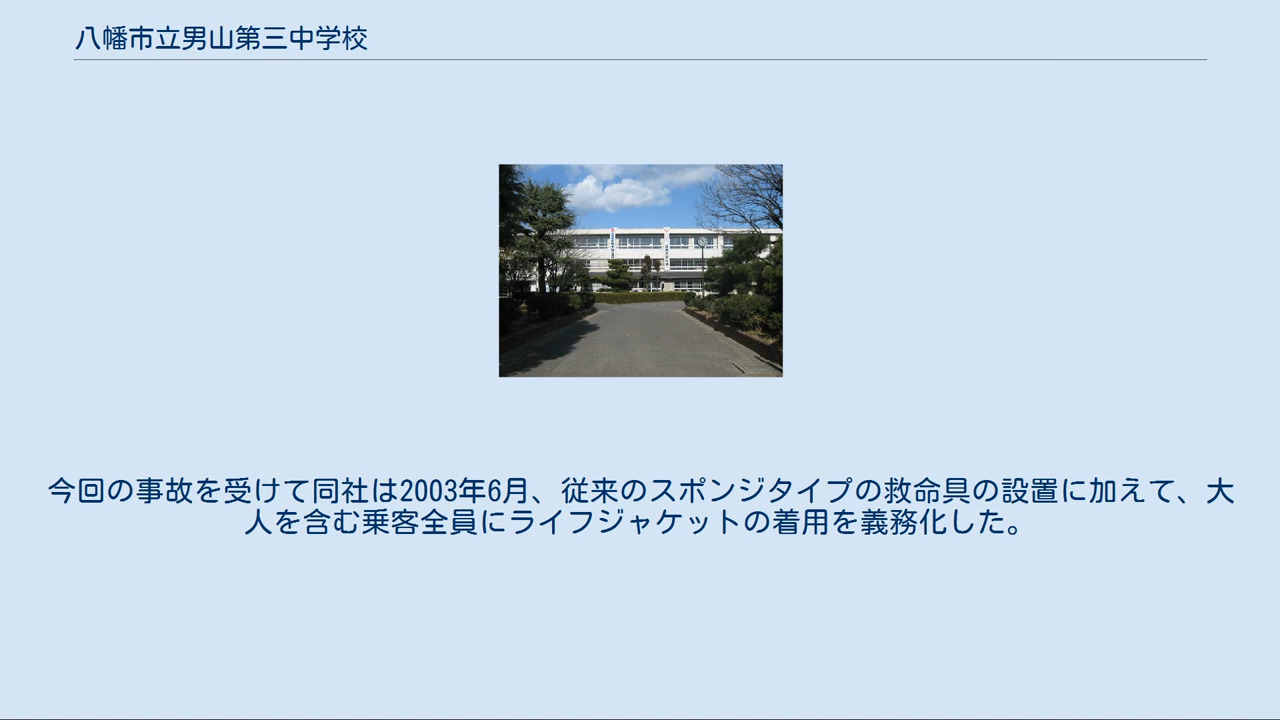 八幡市立男山第三中学校
今回の事故を受けて同社は2003年6月、従来のスポンジタイプの救命具の設置に加えて、大
人を含む乗客全員にライフジャケットの着用を義務化した。